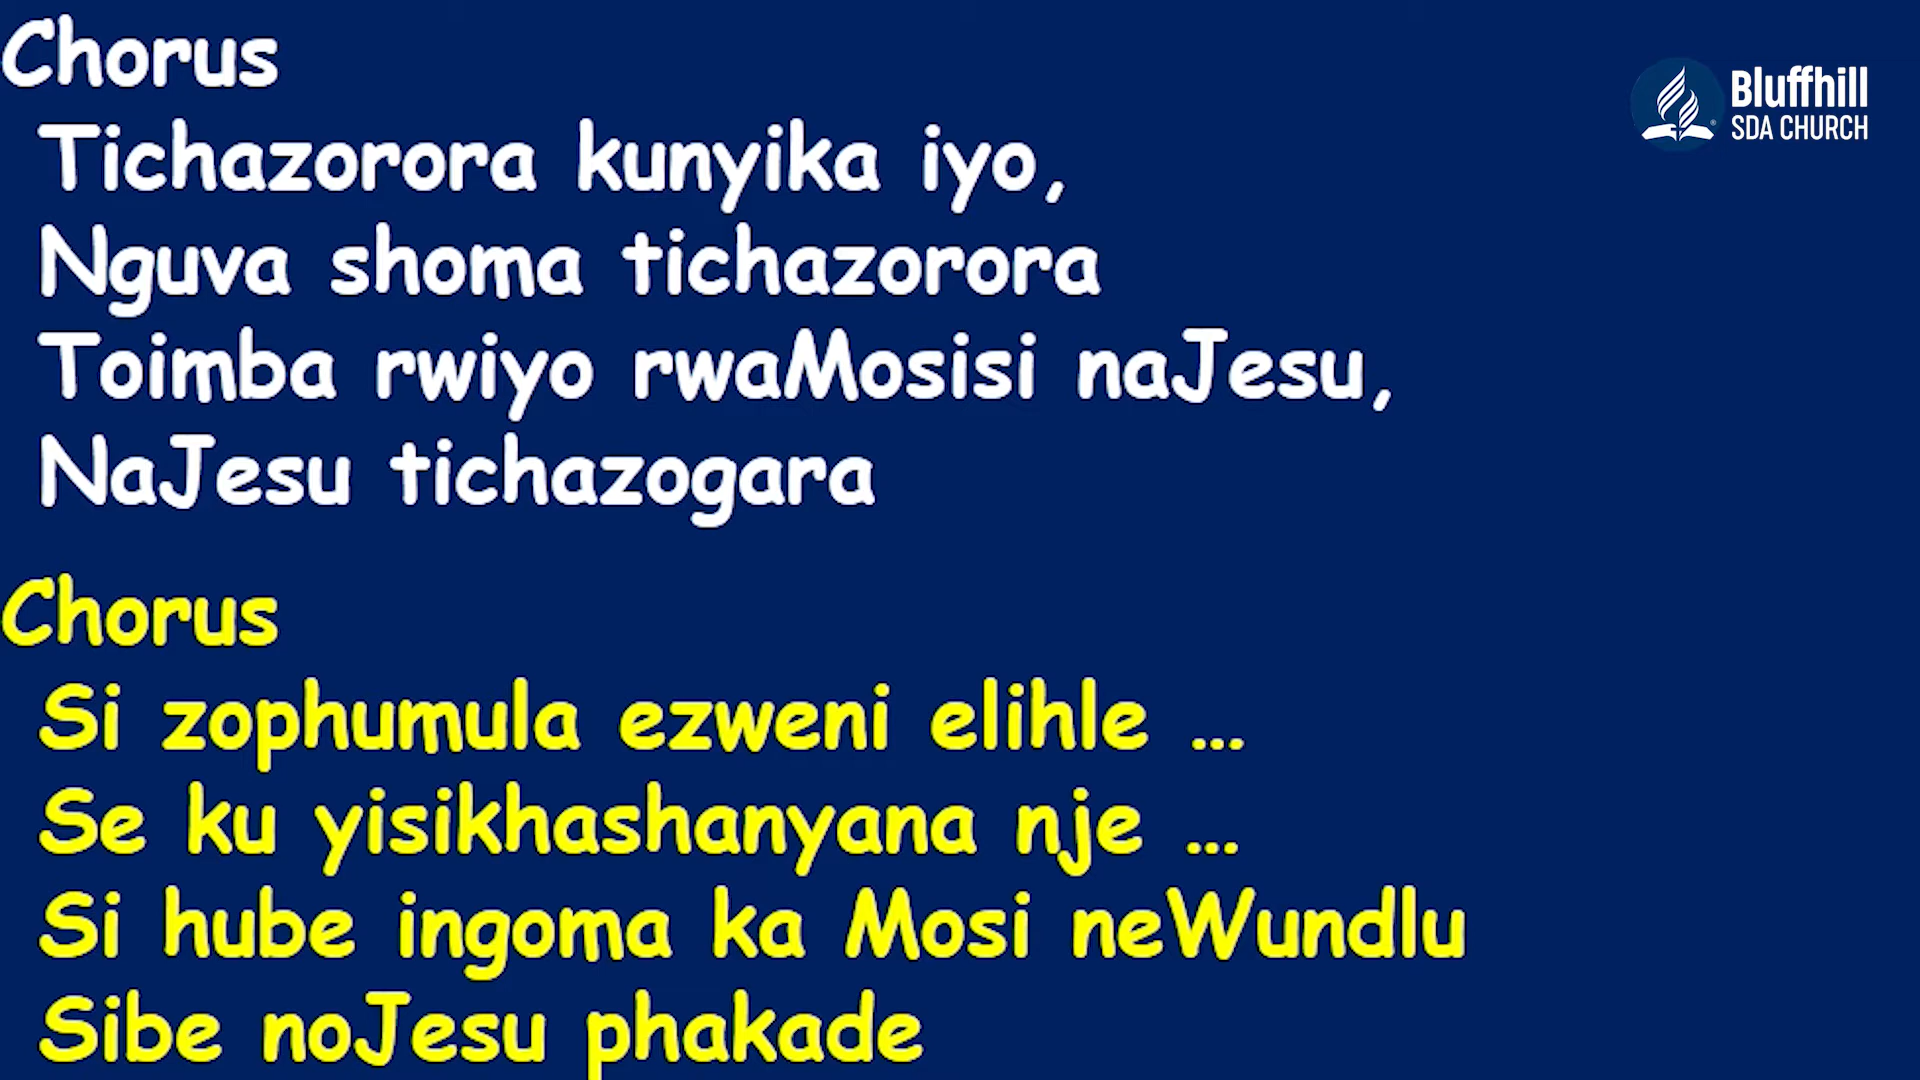 Chorus
Tichazorora kunyika iyo,
Nguva shoma tichazorora
Toimba rwiyo rwaMosisi naJesu,
NaJesu tichazogara
Chorus
Si zophumula ezweni elihle ...
Se ku yisikhashanyana nje ...
Si hube ingoma ka Mosi neWundlu
Sibe noJesu phakade
Bluffhill
SDA CHURCH